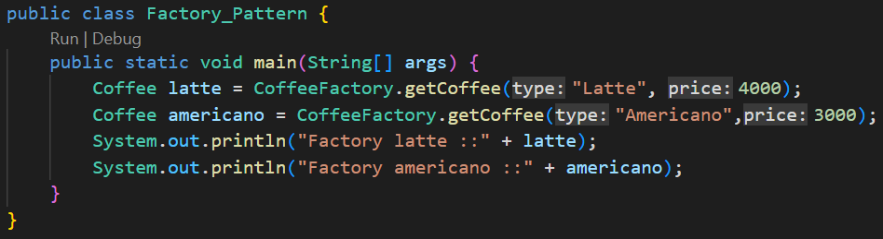 public class Factory_Pattern {
Run | Debug
public static void main(String[] args) {
Coffee latte = CoffeeFactory.getCoffee(type: "Latte", price: 4000);
Coffee americano = CoffeeFactory.getCoffee(type: "Americano",price: 3000);
System.out.println("Factory latte ::" + latte);
System.out.println("Factory americano ::" + americano);
}
}